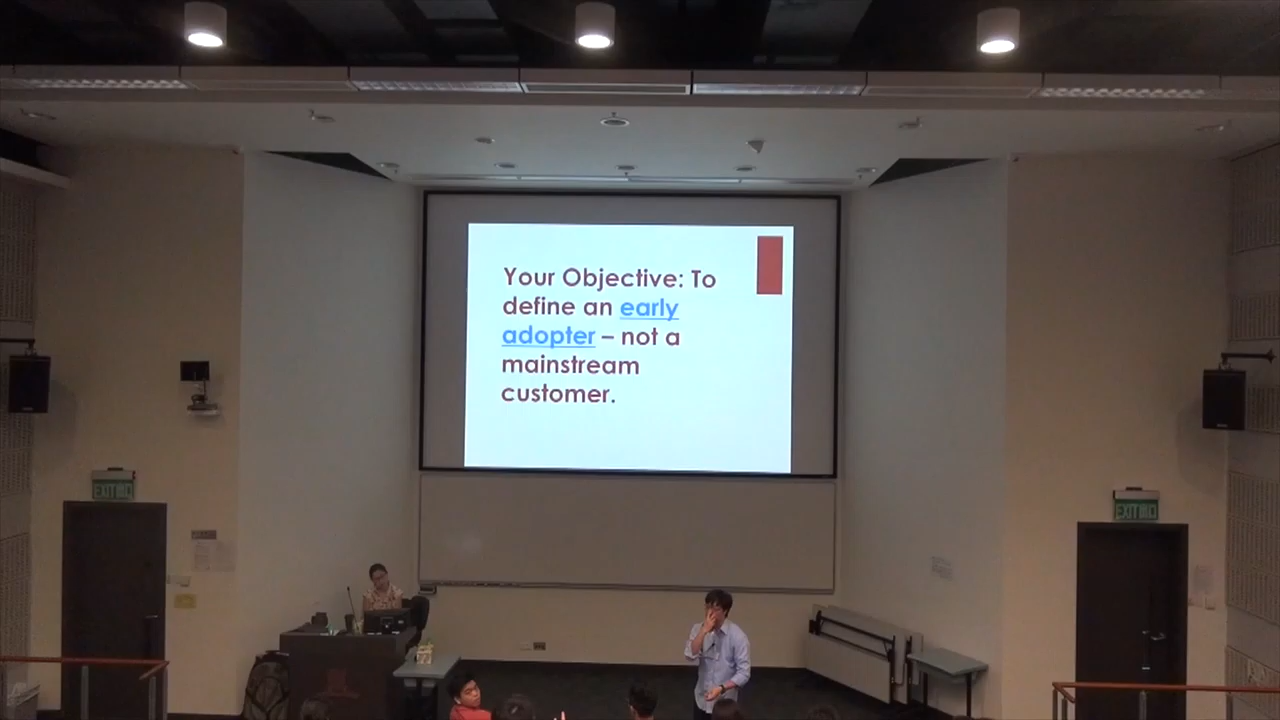 Your Objective: To
define an early
adopter – not a
mainstream
customer.
EXIT
EXIT